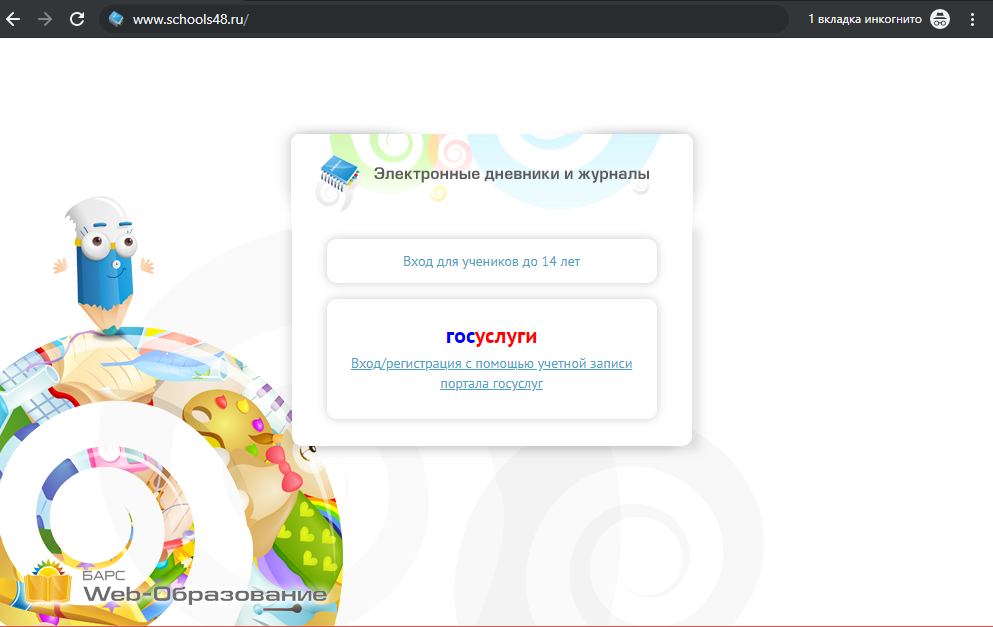 www.schools48.ru/
1 вкладка инкогнито
Электронные дневники и журналы
Вход для учеников до 14 лет
госуслуги
Вход/регистрация с помощью учетной записи
портала госуслуг
БАРС
Web-Образование